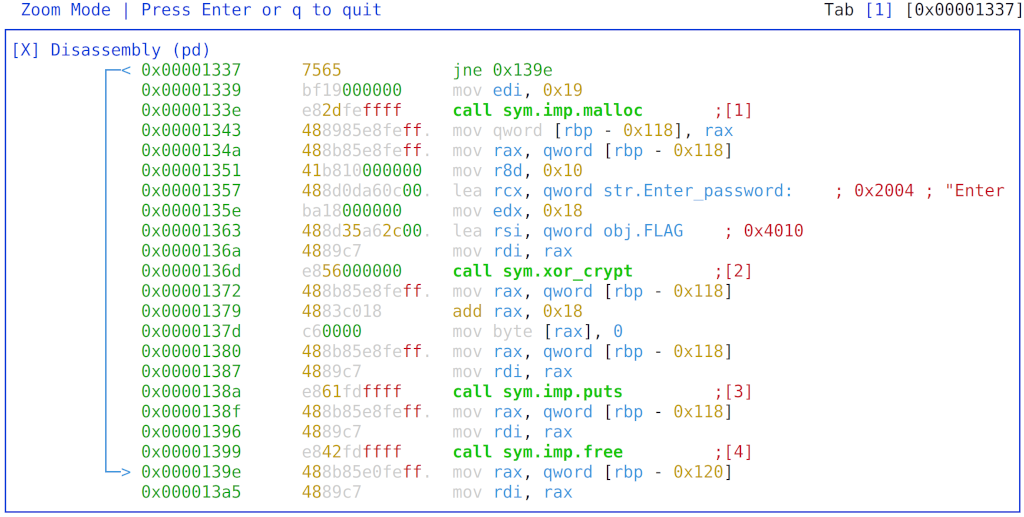 Zoom Mode | Press Enter or q to quit Tab [1] [0x00001337]
[X] Disassembly (pd)
< 0x00001337 7565 jne 0x139e
0x00001339 bf19000000 mov edi, 0x19
0x0000133e e82dfeffff call sym.imp.malloc ;[1]
0x00001343 488985e8feff. mov qword [rbp - 0x118], rax
0x0000134a 488b85e8feff. mov rax, qword [rbp - 0x118]
0x00001351 41b810000000 mov r8d, 0x10
0x00001357 488d0da60c00. lea rcx, qword str.Enter_password: ; 0x2004 ; "Enter
0x0000135e ba18000000 mov edx, 0x18
0x00001363 488d35a62c00. lea rsi, qword obj.FLAG ; 0x4010
0x0000136a 4889c7 mov rdi, rax
0x0000136d e856000000 call sym.xor_crypt ;[2]
0x00001372 488b85e8feff. mov rax, qword [rbp - 0x118]
0x00001379 4883c018 add rax, 0x18
0x0000137d c60000 mov byte [rax], 0
0x00001380 488b85e8feff. mov rax, qword [rbp - 0x118]
0x00001387 4889c7 mov rdi, rax
0x0000138a e861fdffff call sym.imp.puts ;[3]
0x0000138f 488b85e8feff. mov rax, qword [rbp - 0x118]
0x00001396 4889c7 mov rdi, rax
0x00001399 e842fdffff call sym.imp.free ;[4]
> 0x0000139e 488b85e0feff. mov rax, qword [rbp - 0x120]
0x000013a5 4889c7 mov rdi, rax